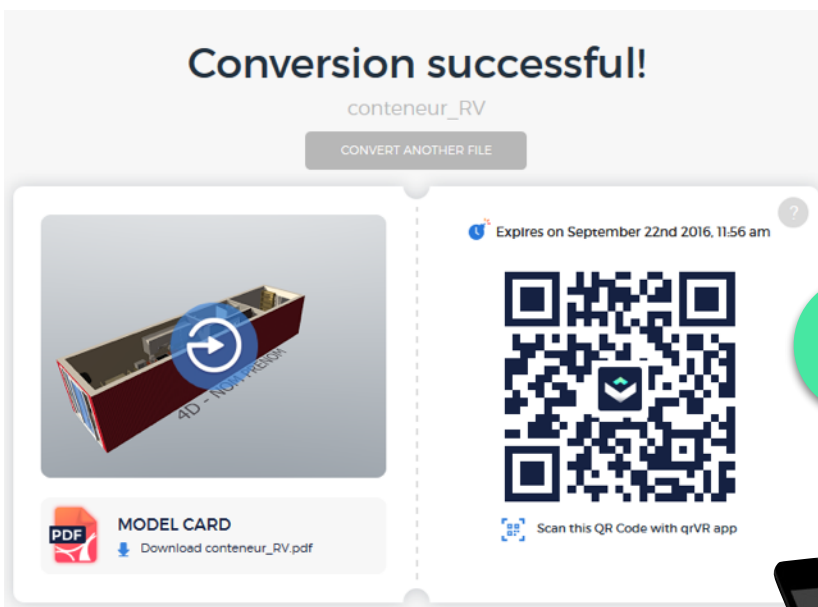 Conversion successful!
conteneur_RV
CONVERT ANOTHER FILE
?
Expires on September 22nd 2016, 11:56 am
4D - NOM PRENOM
PDF
MODEL CARD
Download conteneur_RV.pdf
Scan this QR Code with qrVR app